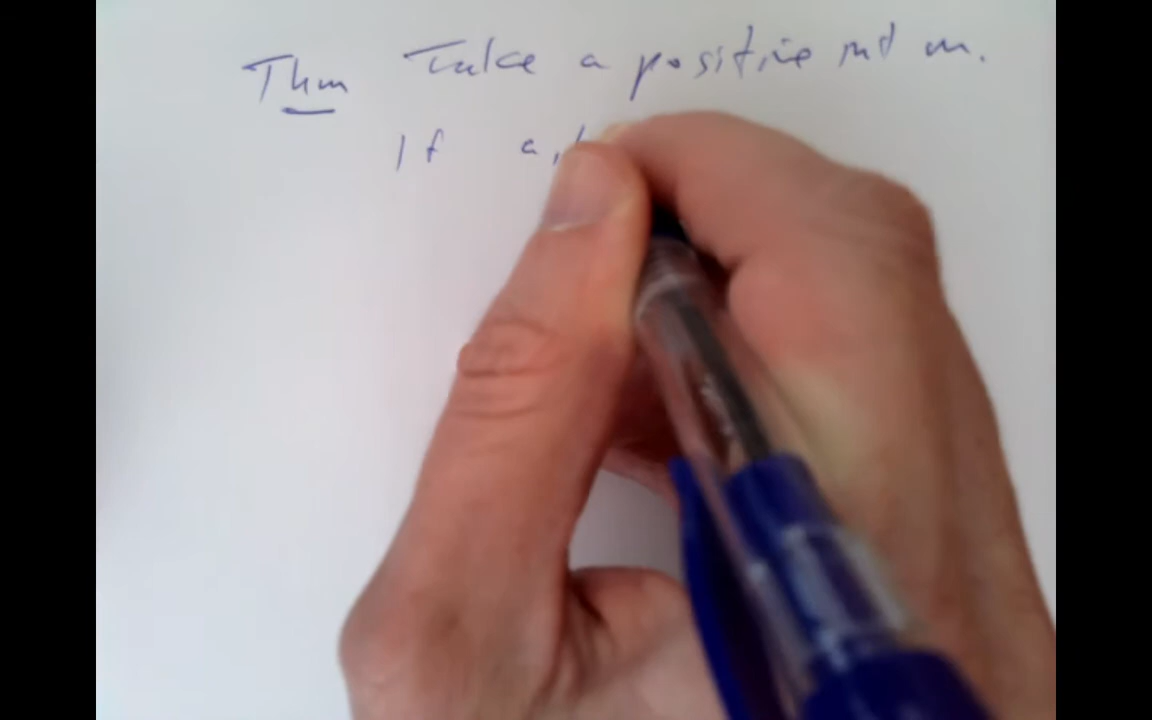 Thm Take a positive int m.
If a,